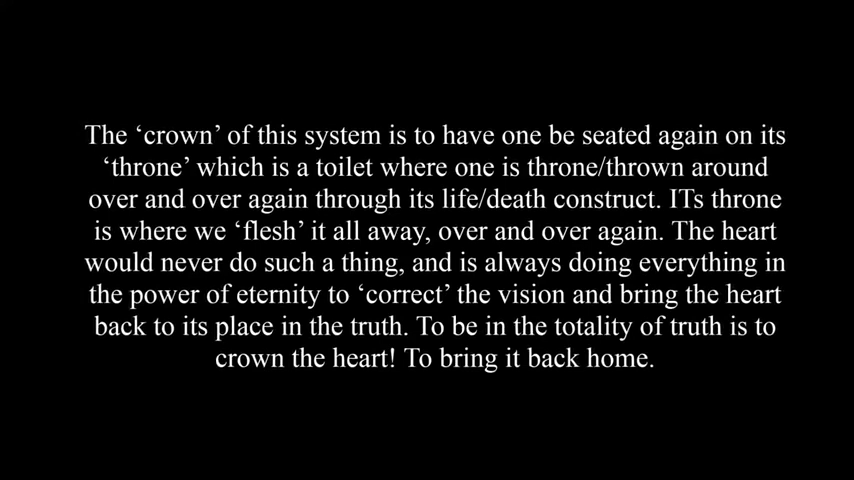 The ‘crown’ of this system is to have one be seated again on its
‘throne’ which is a toilet where one is throne/thrown around
over and over again through its life/death construct. ITs throne
is where we ‘flesh’ it all away, over and over again. The heart
would never do such a thing, and is always doing everything in
the power of eternity to ‘correct’ the vision and bring the heart
back to its place in the truth. To be in the totality of truth is to
crown the heart! To bring it back home.